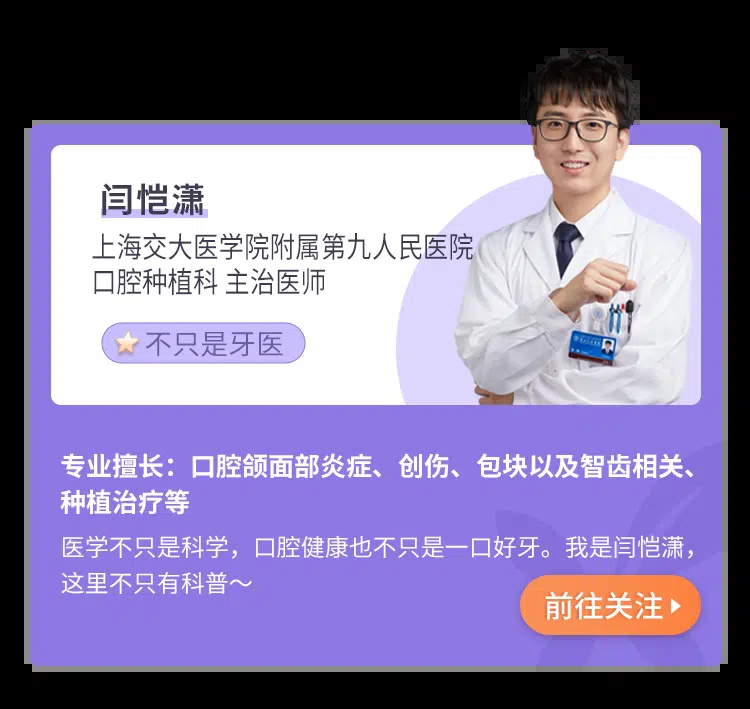 闫恺潇
上海交大医学院附属第九人民医院
口腔种植科 主治医师
不只是牙医
专业擅长：口腔颌面部炎症、创伤、包块以及智齿相关、
种植治疗等
医学不只是科学，口腔健康也不只是一口好牙。我是闫恺潇，
这里不只有科普～
前往关注